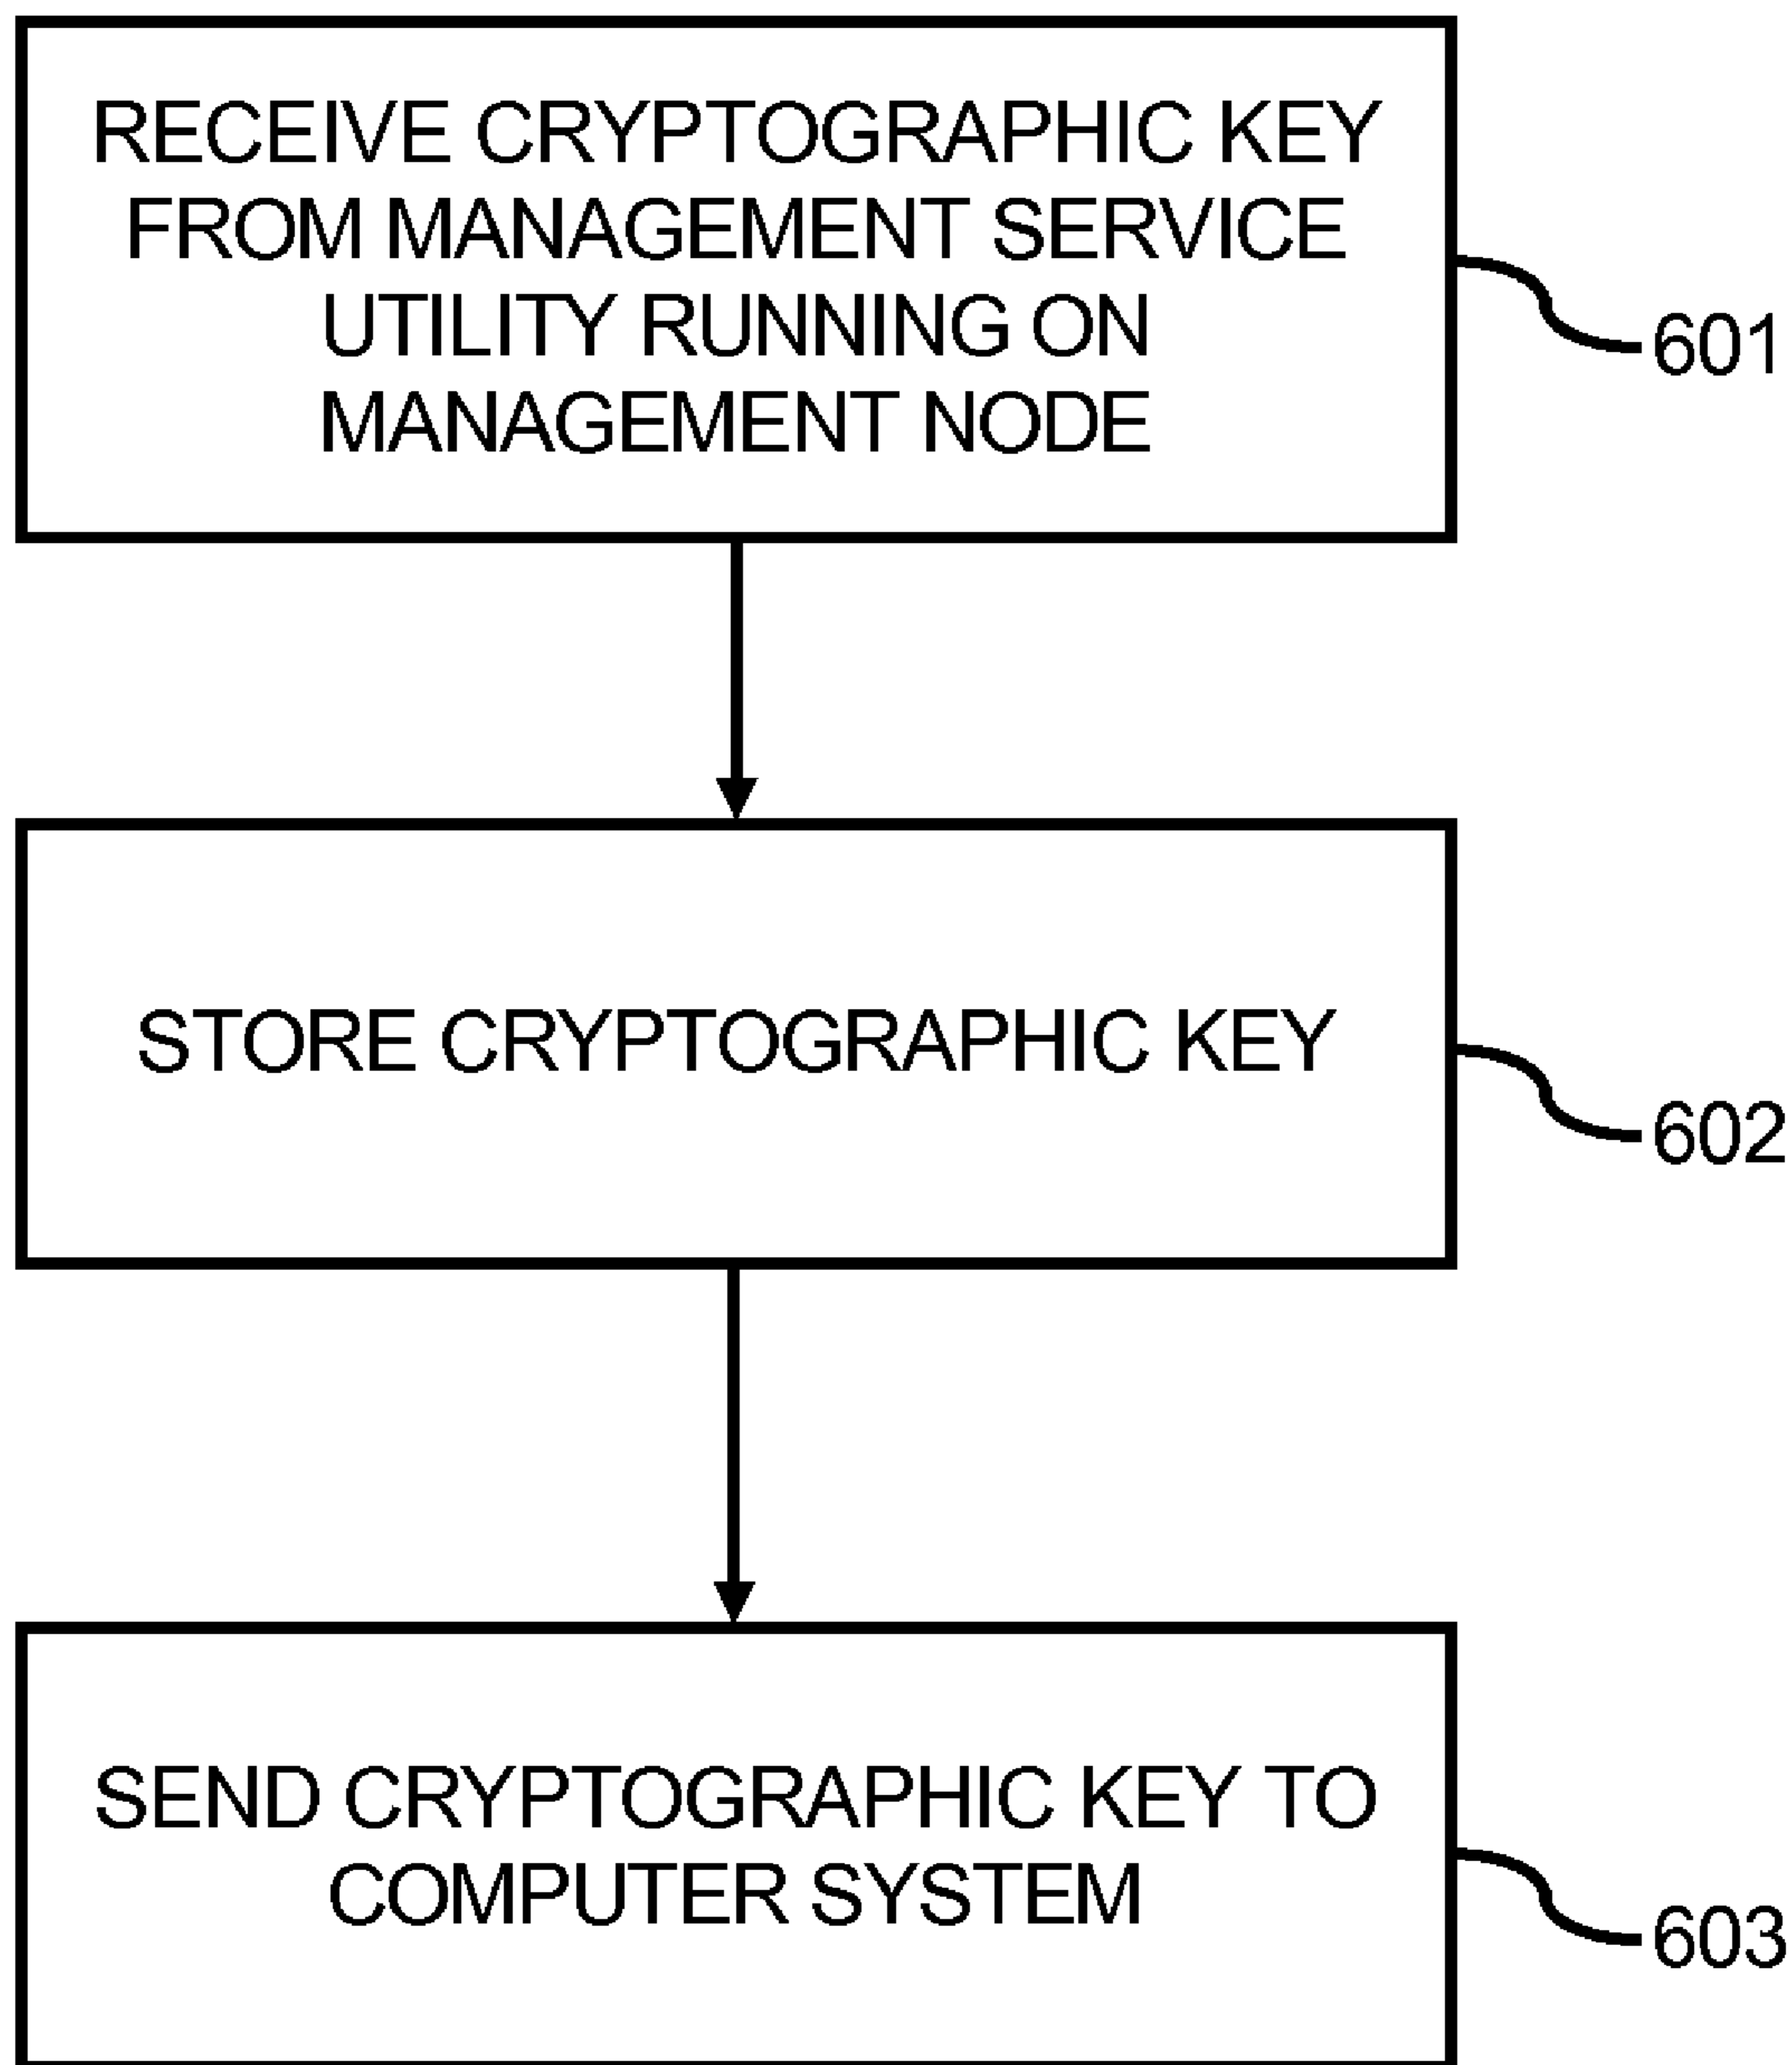 RECEIVE CRYPTOGRAPHIC KEY
FROM MANAGEMENT SERVICE
UTILITY RUNNING ON
MANAGEMENT NODE
601
STORE CRYPTOGRAPHIC KEY
602
SEND CRYPTOGRAPHIC KEY TO
COMPUTER SYSTEM
603